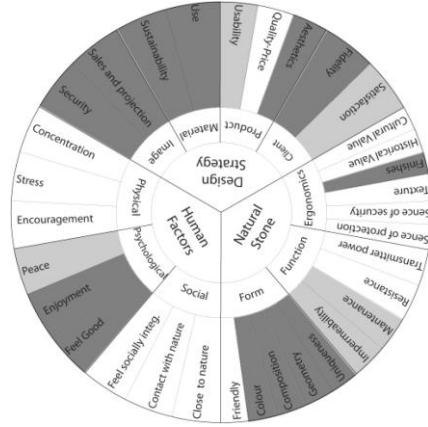 Design
Strategy
Human
Factors
Natural
Stone
Image
Material
Product
Client
Ergonomics
Function
Form
Social
Psychological
Physical
Security
Sales and projection
Sustainability
Use
Usability
Quality-Price
Aesthetics
Fidelity
Satisfaction
Cultural Value
Historical Value
Finishes
Texture
Sence of security
Sence of protection
Transmitter power
Resistance
Maintenance
Impermeability
Uniqueness
Geometry
Composition
Colour
Friendly
Close to nature
Contact with nature
Feel socially integ.
Feel Good
Enjoyment
Peace
Encouragement
Stress
Concentration